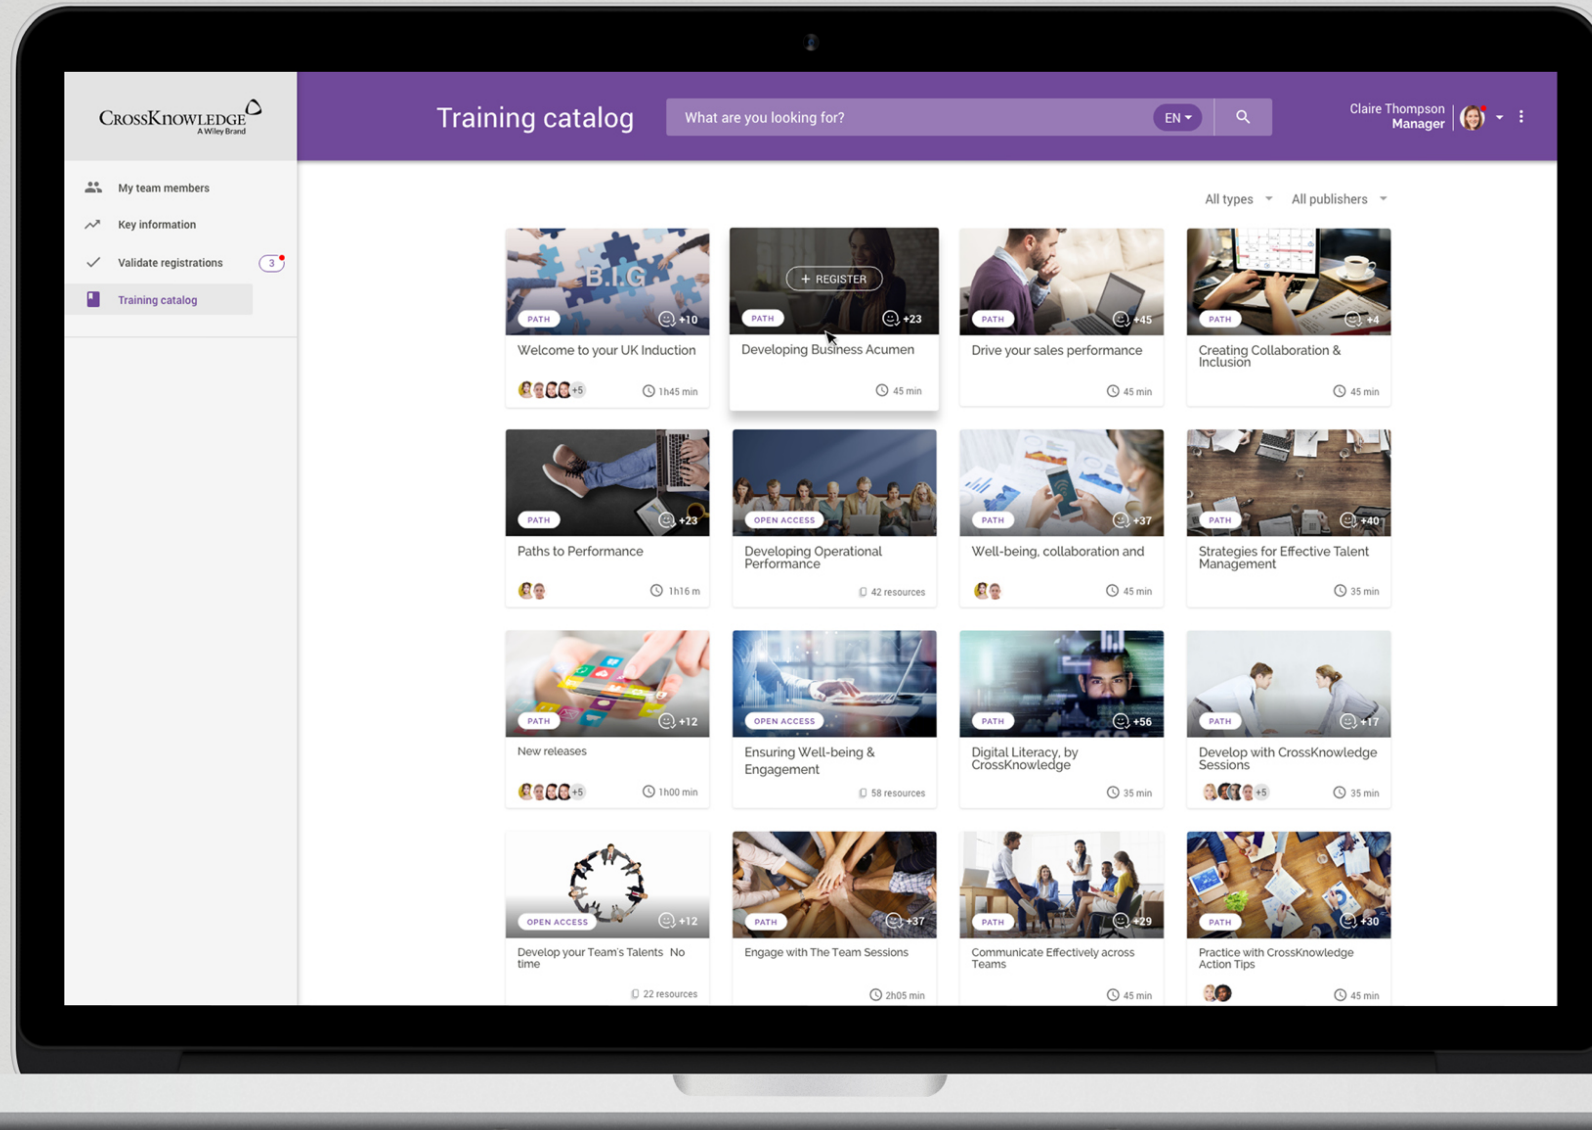 CROSSKNOWLEDGE
A Wiley Brand
Training catalog
What are you looking for?
EN
Claire Thompson
Manager
My team members
Key information
Validate registrations
3
Training catalog
All types
All publishers
B.I.G
PATH
+10
Welcome to your UK Induction
+5
1h45 min
+ REGISTER
PATH
+23
Developing Business Acumen
45 min
PATH
+45
Drive your sales performance
45 min
PATH
+4
Creating Collaboration &
Inclusion
45 min
PATH
+23
Paths to Performance
1h16 m
OPEN ACCESS
Developing Operational
Performance
42 resources
PATH
+37
Well-being, collaboration and
45 min
PATH
+40
Strategies for Effective Talent
Management
35 min
PATH
+12
New releases
+5
1h00 min
OPEN ACCESS
Ensuring Well-being &
Engagement
58 resources
PATH
+56
Digital Literacy, by
CrossKnowledge
35 min
PATH
+17
Develop with CrossKnowledge
Sessions
+5
35 min
OPEN ACCESS
+12
Develop your Team's Talents No
time
22 resources
PATH
+37
Engage with The Team Sessions
2h05 min
PATH
+29
Communicate Effectively across
Teams
45 min
PATH
+30
Practice with CrossKnowledge
Action Tips
45 min